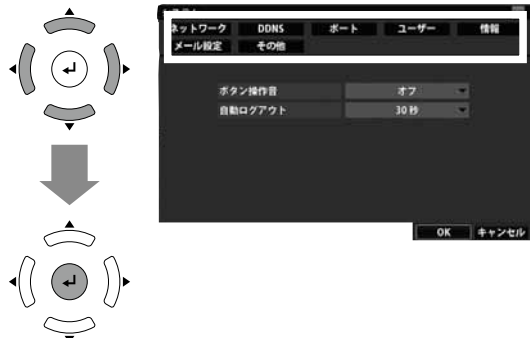 ネットワーク DDNS ポート ユーザー 情報
メール設定 その他
ボタン操作音 オフ
自動ログアウト 30 秒
OK キャンセル